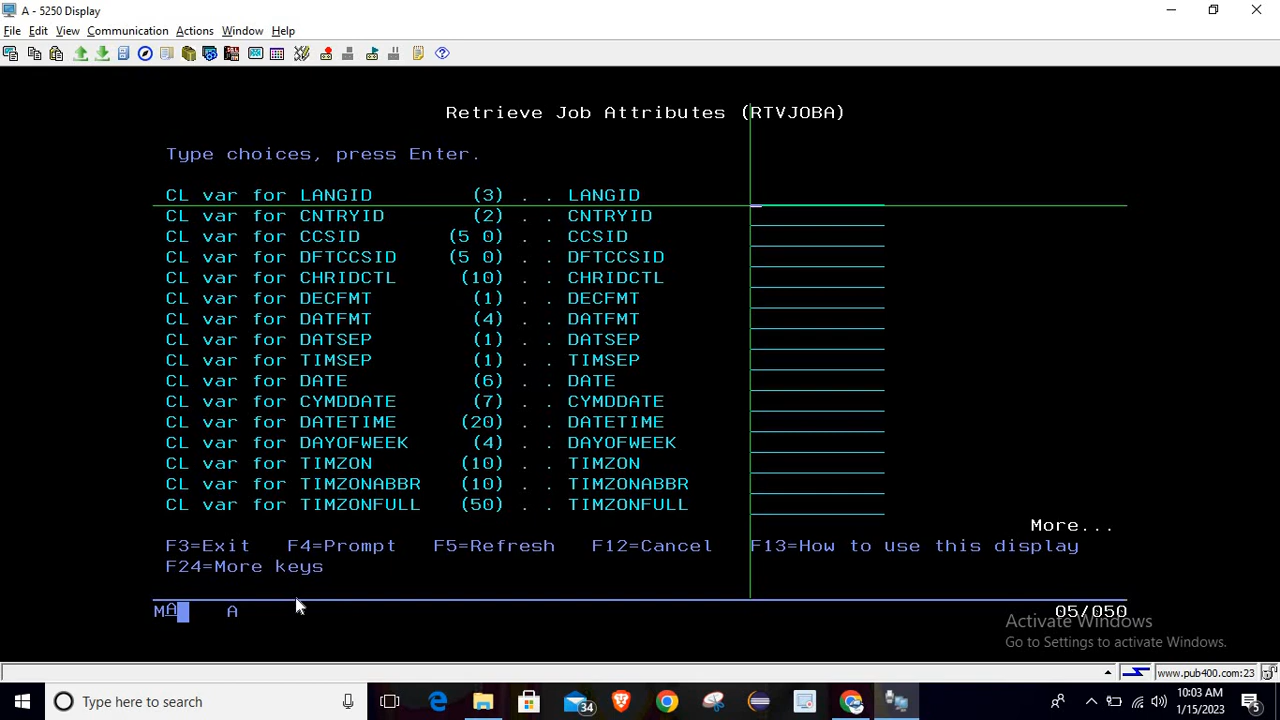 A - 5250 Display
File Edit View Communication Actions Window Help
Retrieve Job Attributes (RTVJOBA)
Type choices, press Enter.
CL var for LANGID (3) . . LANGID
CL var for CNTRYID (2) . . CNTRYID
CL var for CCSID (5 0) . . CCSID
CL var for DFTCCSID (5 0) . . DFTCCSID
CL var for CHRIDCTL (10) . . CHRIDCTL
CL var for DECFMT (1) . . DECFMT
CL var for DATFMT (4) . . DATFMT
CL var for DATSEP (1) . . DATSEP
CL var for TIMSEP (1) . . TIMSEP
CL var for DATE (6) . . DATE
CL var for CYMDDATE (7) . . CYMDDATE
CL var for DATETIME (20) . . DATETIME
CL var for DAYOFWEEK (4) . . DAYOFWEEK
CL var for TIMZON (10) . . TIMZON
CL var for TIMZONABBR (10) . . TIMZONABBR
CL var for TIMZONFULL (50) . . TIMZONFULL
More...
F3=Exit F4=Prompt F5=Refresh F12=Cancel F13=How to use this display
F24=More keys
MA A 05/050
Activate Windows
Go to Settings to activate Windows.
www.pub400.com:23
Type here to search
34
10:03 AM
1/15/2023
5